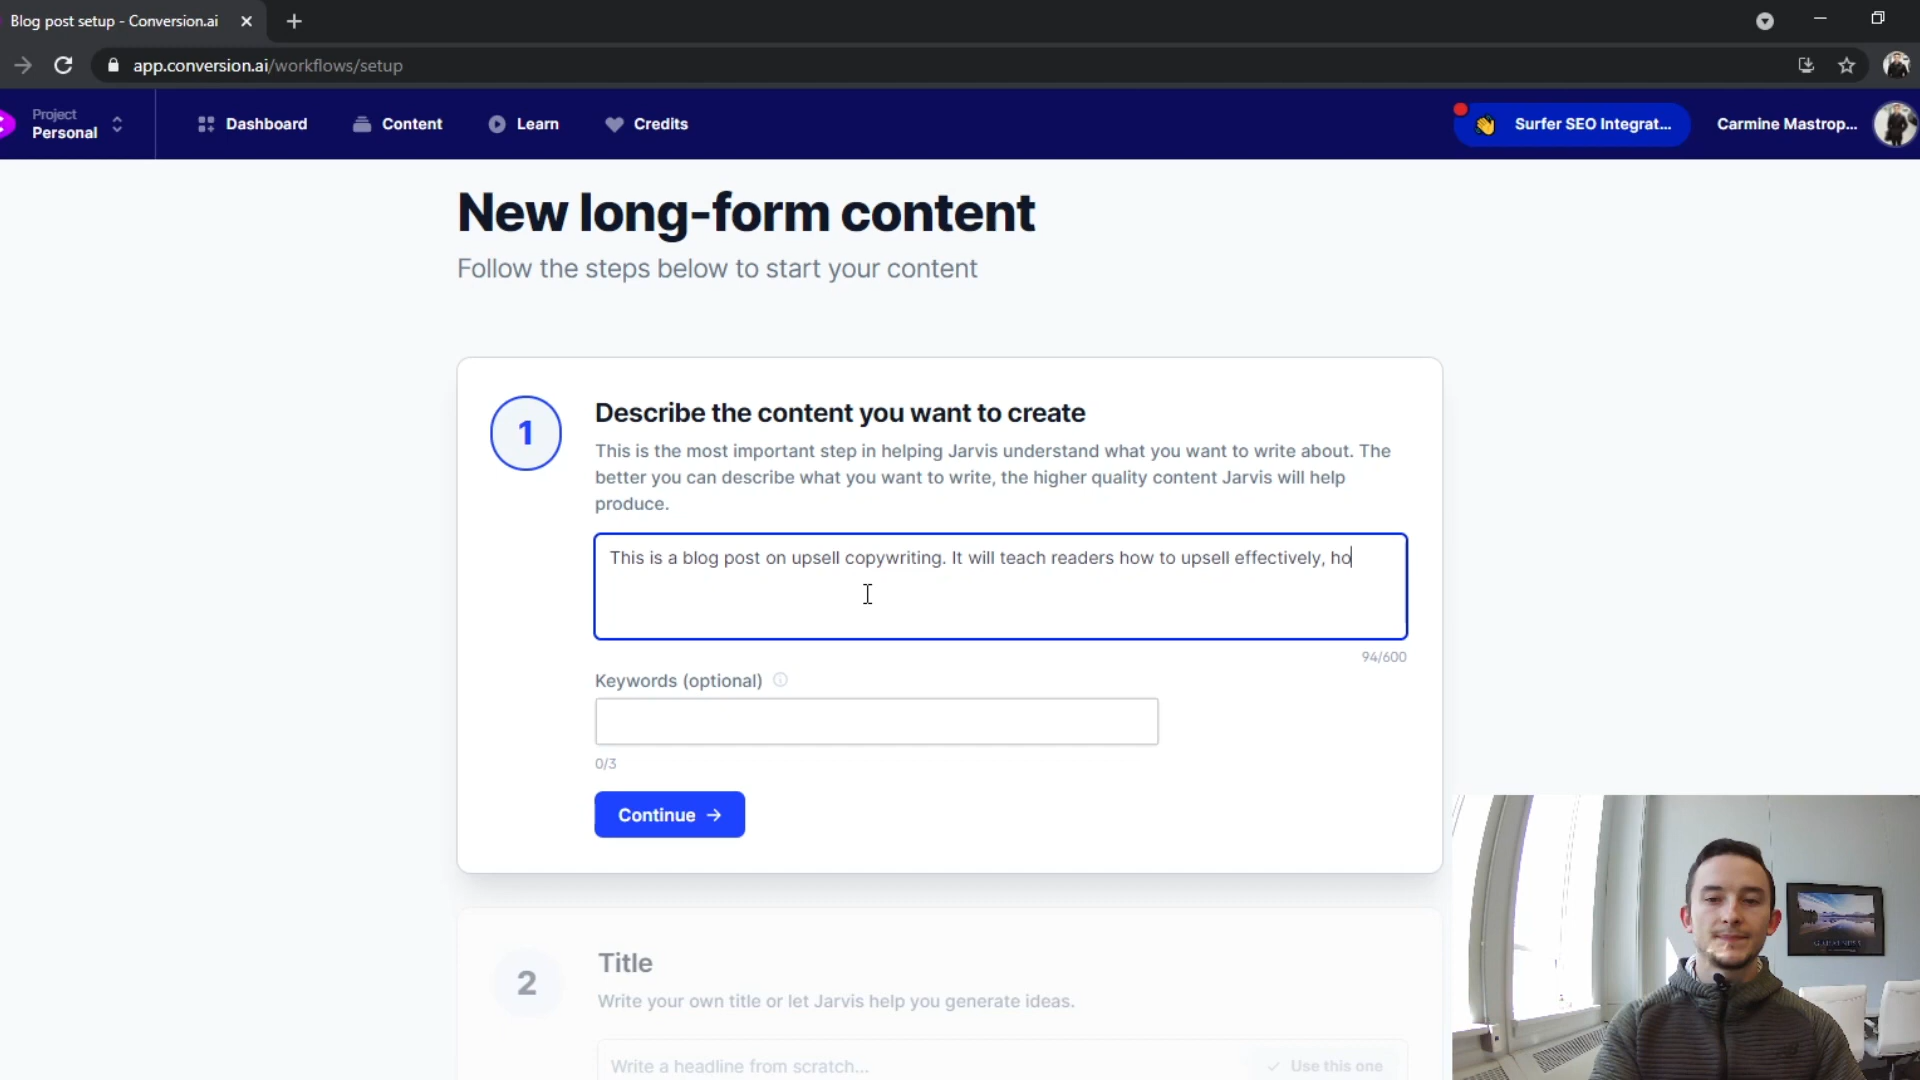 Blog post setup - Conversion.ai
app.conversion.ai/workflows/setup
Project
Personal
Dashboard
Content
Learn
Credits
Surfer SEO Integrat...
Carmine Mastrop...
New long-form content
Follow the steps below to start your content
1
Describe the content you want to create
This is the most important step in helping Jarvis understand what you want to write about. The
better you can describe what you want to write, the higher quality content Jarvis will help
produce.
This is a blog post on upsell copywriting. It will teach readers how to upsell effectively, ho
94/600
Keywords (optional)
0/3
Continue →
2
Title
Write your own title or let Jarvis help you generate ideas.
Write a headline from scratch...
✓ Use this one